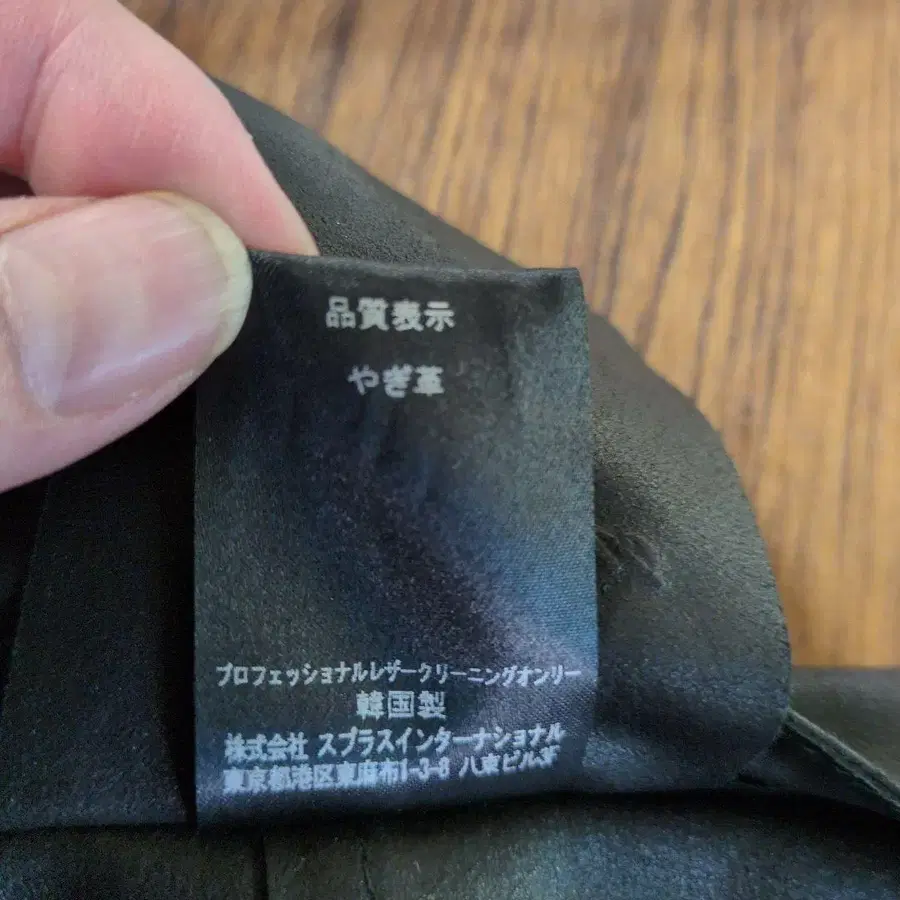 品質表示
やぎ革
プロフェッショナルレザークリーニングオンリー
韓国製
株式会社 スプラスインターナショナル
東京都港区東麻布1-3-8 八束ビル3F